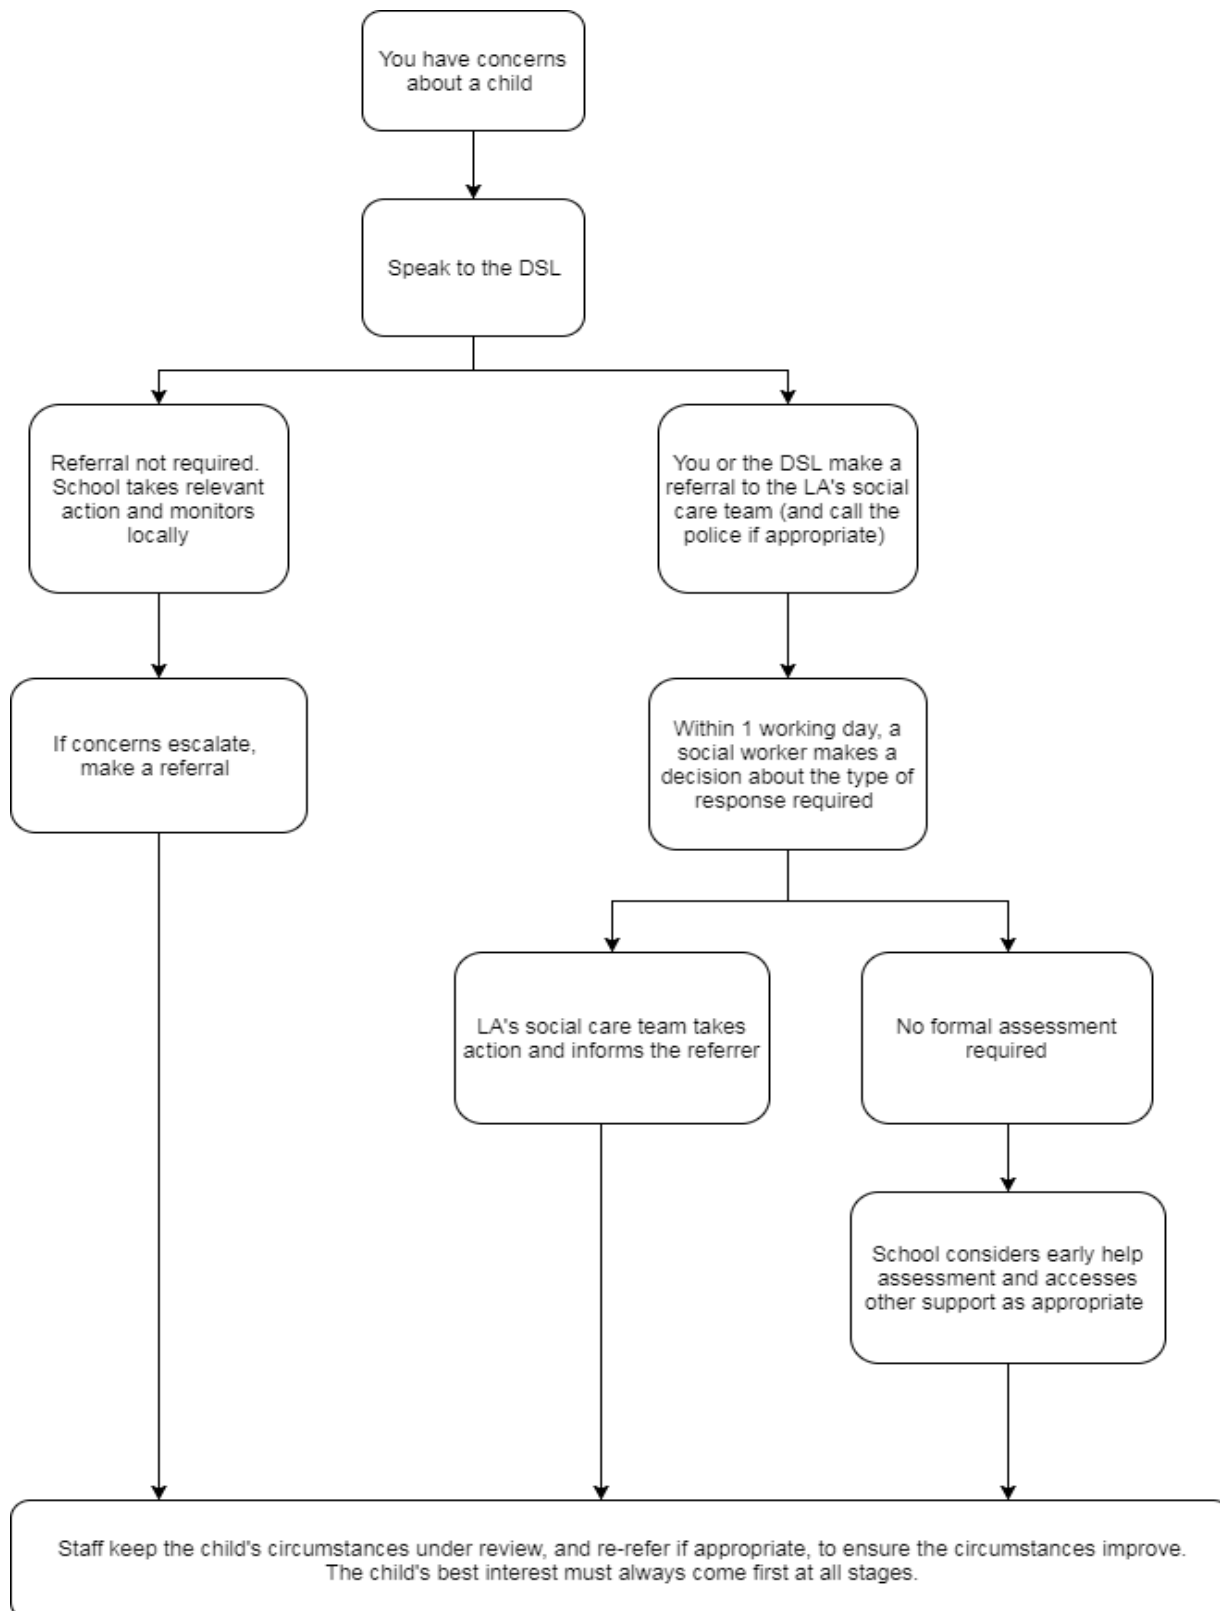 You have concerns
about a child
Speak to the DSL
Referral not required.
School takes relevant
action and monitors
locally
You or the DSL make a
referral to the LA's social
care team (and call the
police if appropriate)
If concerns escalate,
make a referral
Within 1 working day, a
social worker makes a
decision about the type of
response required
LA's social care team takes
action and informs the referrer
No formal assessment
required
School considers early help
assessment and accesses
other support as appropriate
Staff keep the child's circumstances under review, and re-refer if appropriate, to ensure the circumstances improve.
The child's best interest must always come first at all stages.